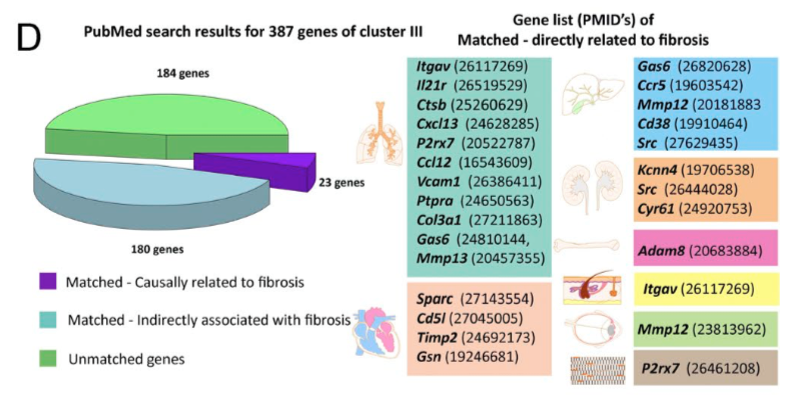 D
PubMed search results for 387 genes of cluster III
184 genes
23 genes
180 genes
Matched - Causally related to fibrosis
Matched - Indirectly associated with fibrosis
Unmatched genes
Gene list (PMID's) of
Matched - directly related to fibrosis
Itgav (26117269)
Il21r (26519529)
Ctsb (25260629)
Cxcl13 (24628285)
P2rx7 (20522787)
Ccl12 (16543609)
Vcam1 (26386411)
Ptpra (24650563)
Col3a1 (27211863)
Gas6 (24810144,
Mmp13 (20457355)
Sparc (27143554)
Cd5l (27045005)
Timp2 (24692173)
Gsn (19246681)
Gas6 (26820628)
Ccr5 (19603542)
Mmp12 (20181883
Cd38 (19910464)
Src (27629435)
Kcnn4 (19706538)
Src (26444028)
Cyr61 (24920753)
Adam8 (20683884)
Itgav (26117269)
Mmp12 (23813962)
P2rx7 (26461208)